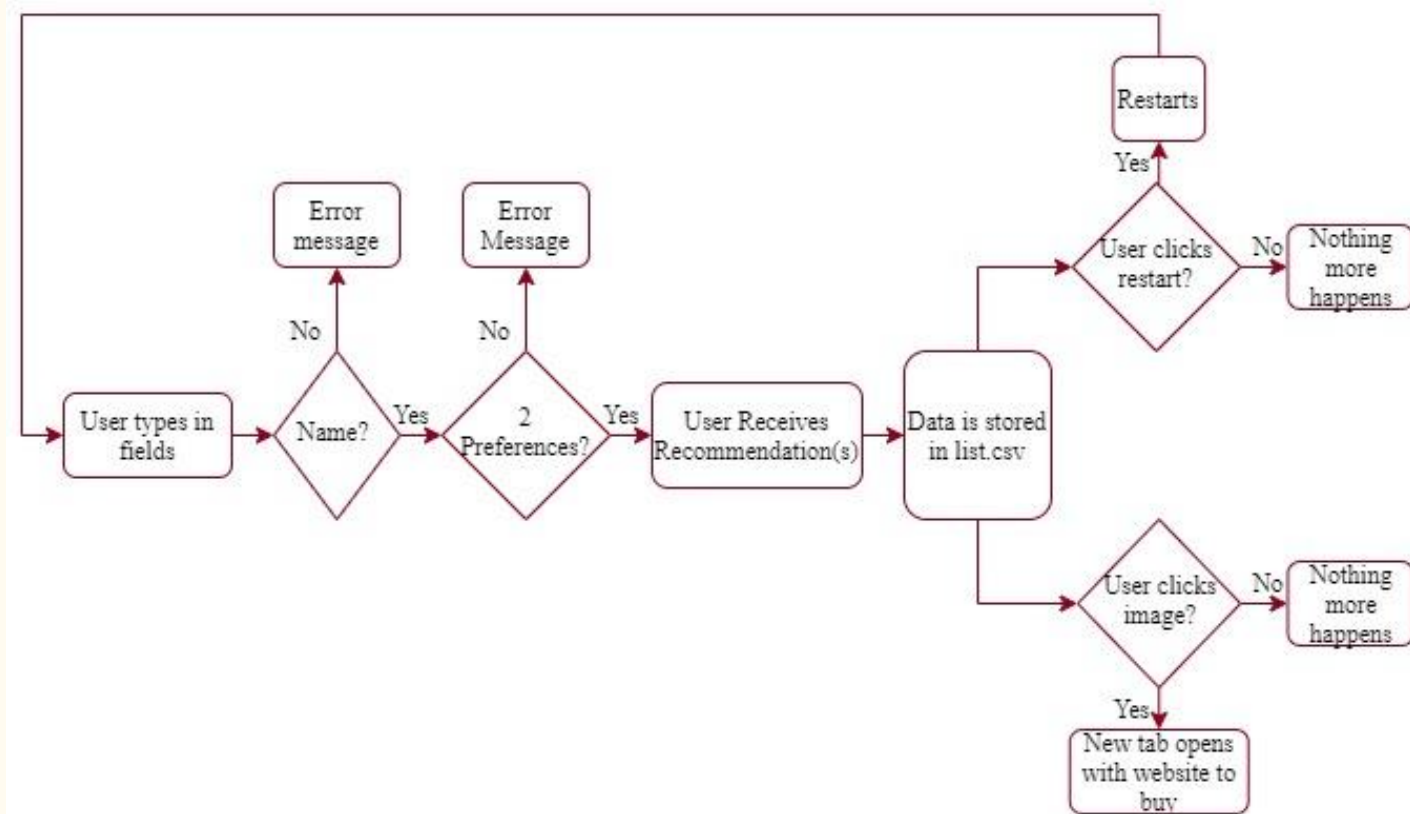 Restarts
Yes
User clicks
restart?
No
Nothing
more
happens
Error
message
No
Error
Message
No
User types in
fields
Name?
Yes
2
Preferences?
Yes
User Receives
Recommendation(s)
Data is stored
in list.csv
User clicks
image?
No
Nothing
more
happens
Yes
New tab opens
with website to
buy